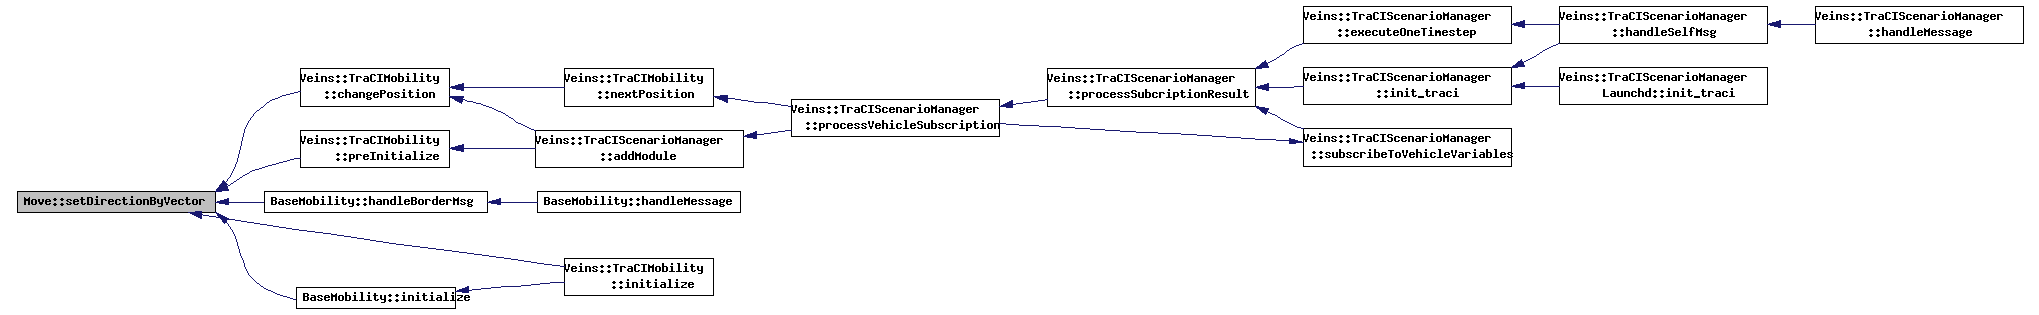 Veins::TraCIScenarioManager
::executeOneTimestep
Veins::TraCIScenarioManager
::handleSelfMsg
Veins::TraCIScenarioManager
::handleMessage
Veins::TraCIMobility
::changePosition
Veins::TraCIMobility
::nextPosition
Veins::TraCIScenarioManager
::processSubcriptionResult
Veins::TraCIScenarioManager
::init_traci
Veins::TraCIScenarioManager
Launchd::init_traci
Veins::TraCIScenarioManager
::processVehicleSubscription
Veins::TraCIMobility
::preInitialize
Veins::TraCIScenarioManager
::addModule
Veins::TraCIScenarioManager
::subscribeToVehicleVariables
Move::setDirectionByVector
BaseMobility::handleBorderMsg
BaseMobility::handleMessage
Veins::TraCIMobility
::initialize
BaseMobility::initialize